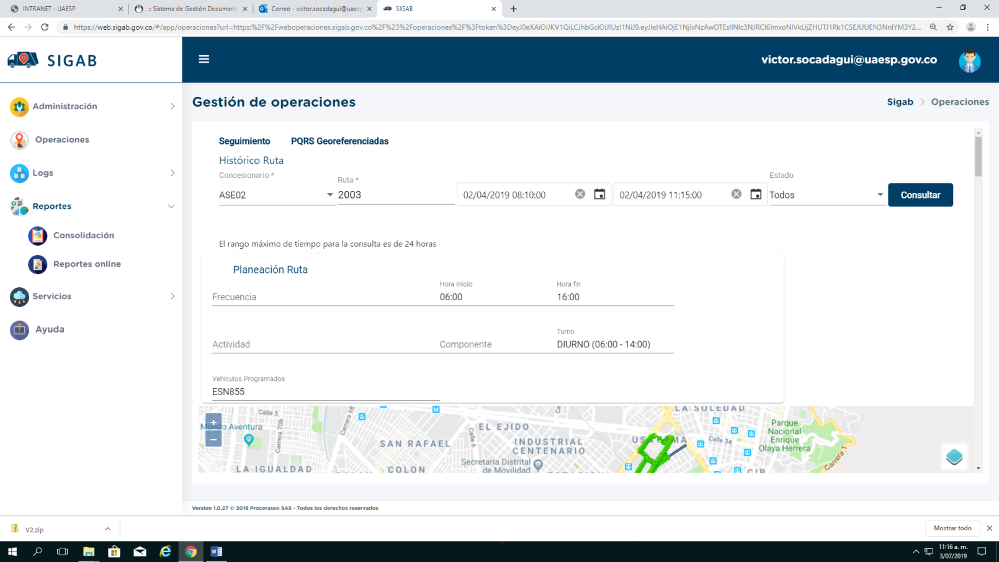 INTRANET - UAESP
.:: Sistema de Gestión Documenta
Correo - victor.socadagui@uaesp
SIGAB
https://web.sigab.gov.co/#/app/operaciones?url=https:%2F%2Fweboperaciones.sigab.gov.co%2F%23%2Foperaciones%2F%3Ftoken%3DeyJ0eXAiOiJKV1QiLCJhbGciOiJIUzI1NiJ9.
SIGAB
victor.socadagui@uaesp.gov.co
Administración
Operaciones
Logs
Reportes
Consolidación
Reportes online
Servicios
Ayuda
Gestión de operaciones
Sigab > Operaciones
Seguimiento PQRS Georeferenciadas
Histórico Ruta
Concesionario * Ruta * Estado
ASE02 2003 02/04/2019 08:10:00 02/04/2019 11:15:00 Todos Consultar
El rango máximo de tiempo para la consulta es de 24 horas
Planeación Ruta
Hora Inicio Hora fin
Frecuencia 06:00 16:00
Turno
Actividad Componente DIURNO (06:00 - 14:00)
Vehiculos Programados
ESN855
Calle 5
Carrera 68
M
LA SOLEDAD
+
Mundo Aventura
Carrera 70b
EL EJIDO
Calle 6
Parque
Nacional
Enrique
Olaya Herrera
−
SAN RAFAEL
INDUSTRIAL
CENTENARIO
Calle 34
Secretaría Distrital
de Movilidad
Carrera 1
LA IGUALDAD
COLON
Version 1.0.27 © 2018 Proceraseo SAS - Todos los derechos reservados
V2.zip
Mostrar todo
11:16 a. m.
3/07/2019